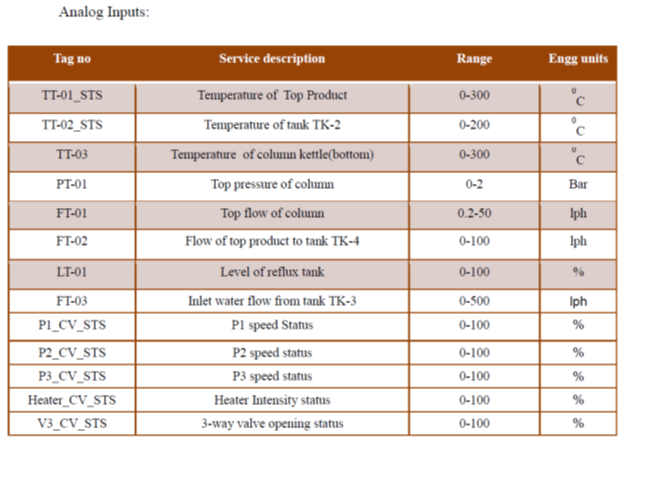 Analog Inputs:
Tag no Service description Range Engg units
TT-01_STS Temperature of Top Product 0-300 ⁰C
TT-02_STS Temperature of tank TK-2 0-200 ⁰C
TT-03 Temperature of column kettle(bottom) 0-300 ⁰C
PT-01 Top pressure of column 0-2 Bar
FT-01 Top flow of column 0.2-50 lph
FT-02 Flow of top product to tank TK-4 0-100 lph
LT-01 Level of reflux tank 0-100 %
FT-03 Inlet water flow from tank TK-3 0-500 lph
P1_CV_STS P1 speed Status 0-100 %
P2_CV_STS P2 speed status 0-100 %
P3_CV_STS P3 speed status 0-100 %
Heater_CV_STS Heater Intensity status 0-100 %
V3_CV_STS 3-way valve opening status 0-100 %